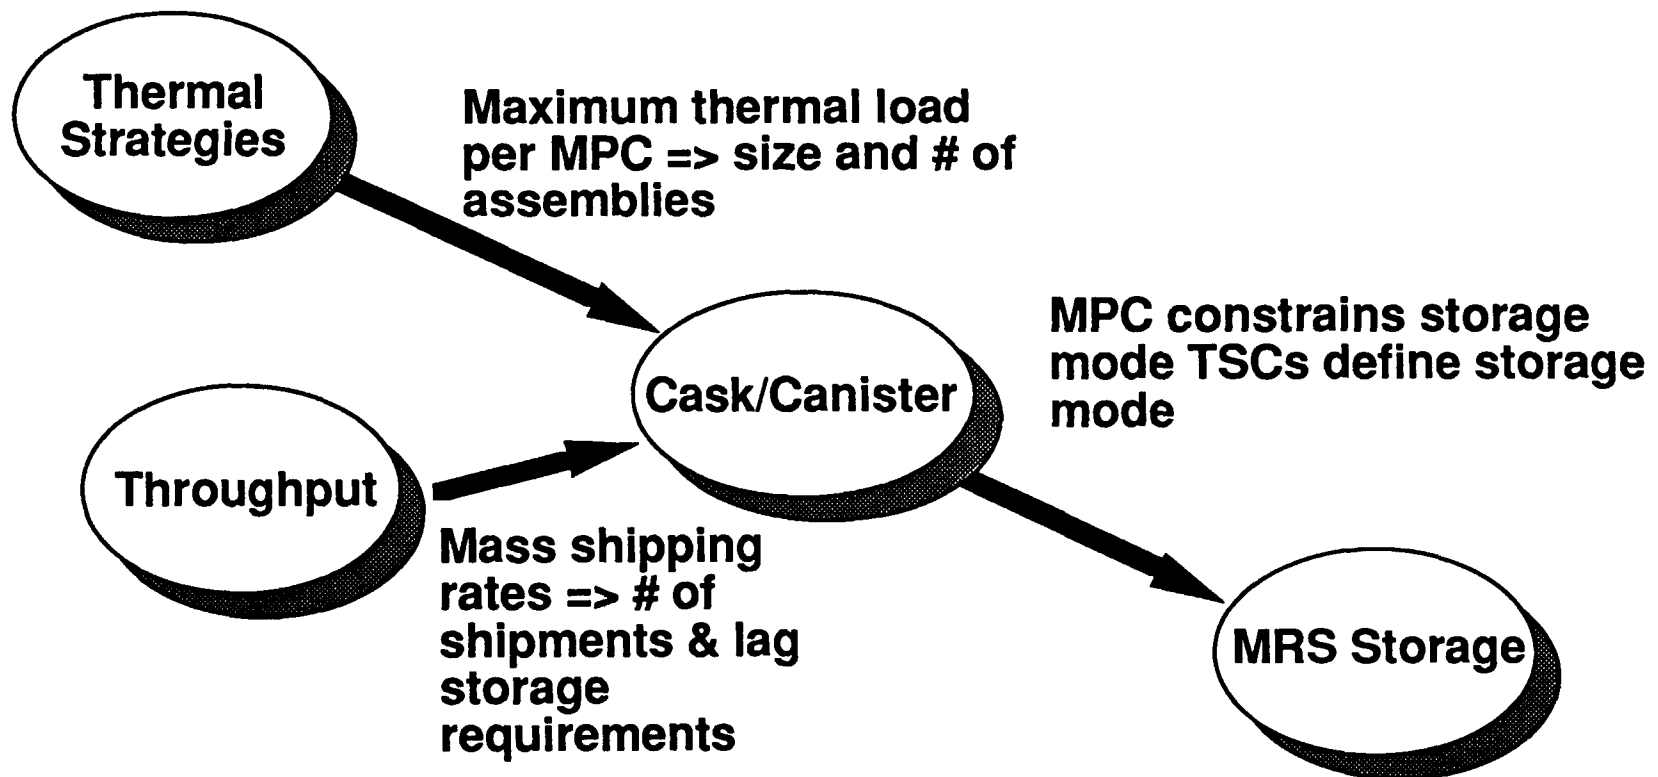 Thermal
Strategies
Maximum thermal load
per MPC => size and # of
assemblies
Cask/Canister
MPC constrains storage
mode TSCs define storage
mode
Throughput
Mass shipping
rates => # of
shipments & lag
storage
requirements
MRS Storage